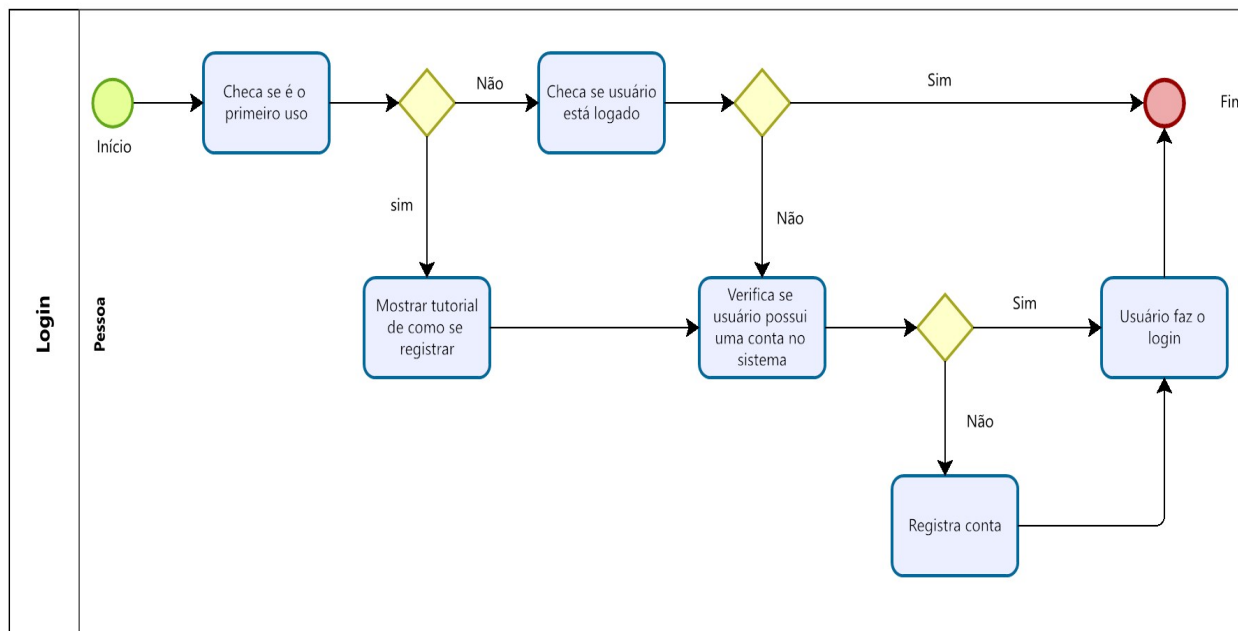 Login
Pessoa
Início
Checa se é o
primeiro uso
Não
Checa se usuário
está logado
Sim
Fim
sim
Não
Mostrar tutorial
de como se
registrar
Verifica se
usuário possui
uma conta no
sistema
Sim
Usuário faz o
login
Não
Registra conta